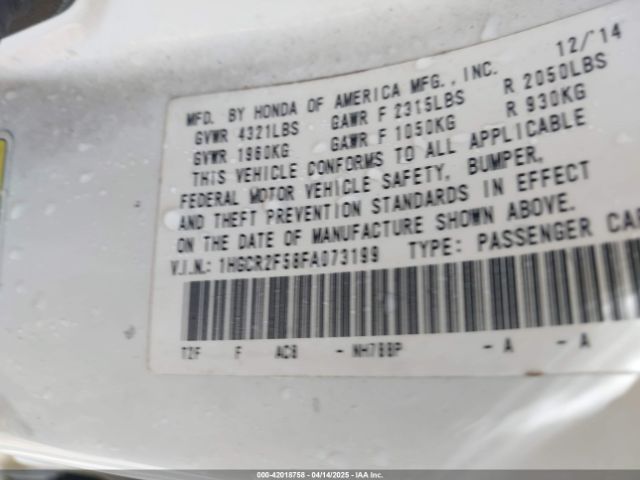 12/'14
MFD. BY HONDA OF AMERICA MFG., INC.
GVWR 4321LBS GAWR F 2315LBS R 2050LBS
GVWR 1960KG GAWR F 1050KG R 930KG
THIS VEHICLE CONFORMS TO ALL APPLICABLE
FEDERAL MOTOR VEHICLE SAFETY, BUMPER,
AND THEFT PREVENTION STANDARDS IN EFFECT
ON THE DATE OF MANUFACTURE SHOWN ABOVE.
V.I.N.: 1HGCR2F58FA073199 TYPE: PASSENGER CAR
T2F F AC8 - NH788P - A - A
000-42018758 - 04/14/2025 - IAA Inc.